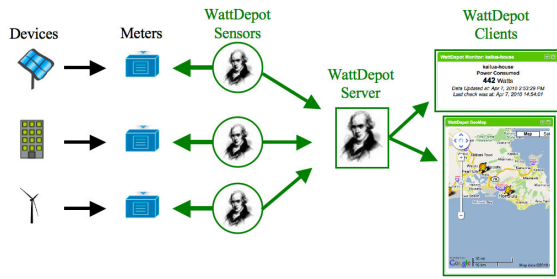 WattDepot
Clients
WattDepot
Sensors
Devices
Meters
WattDepot
Server
WattDepot Monitor: kailua-house
kailua-house
Power Consumed
442 Watts
Data Updated at: Apr 7, 2010 2:53:29 PM
Last check was at: Apr 7, 2010 14:54:01
WattDepot GeoMap
Map
Sat
Honolulu
Google